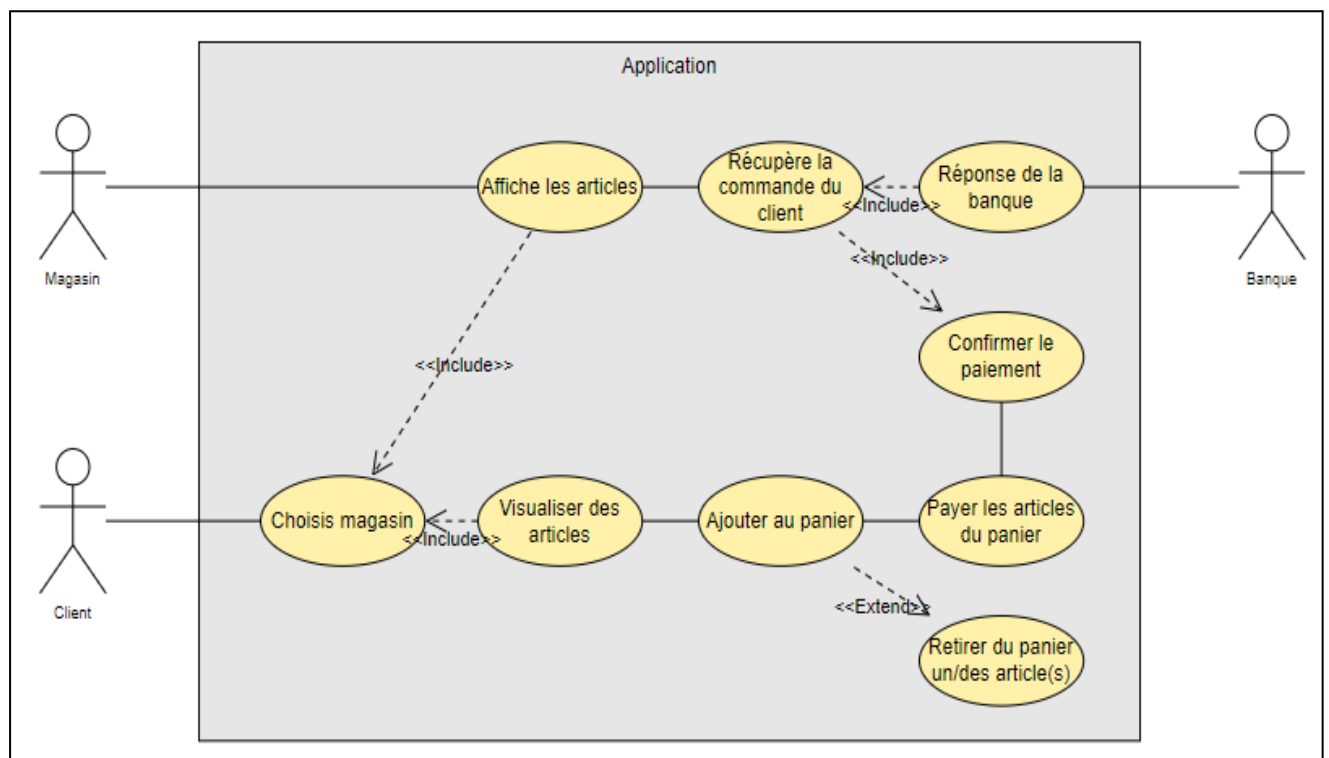 Application
Affiche les articles
Récupère la
commande du
client
<<Include>>
Réponse de la
banque
Magasin
Banque
<<Include>>
Confirmer le
paiement
<<Include>>
Choisis magasin
<<Include>>
Visualiser des
articles
Ajouter au panier
Payer les articles
du panier
Client
<<Extend>>
Retirer du panier
un/des article(s)